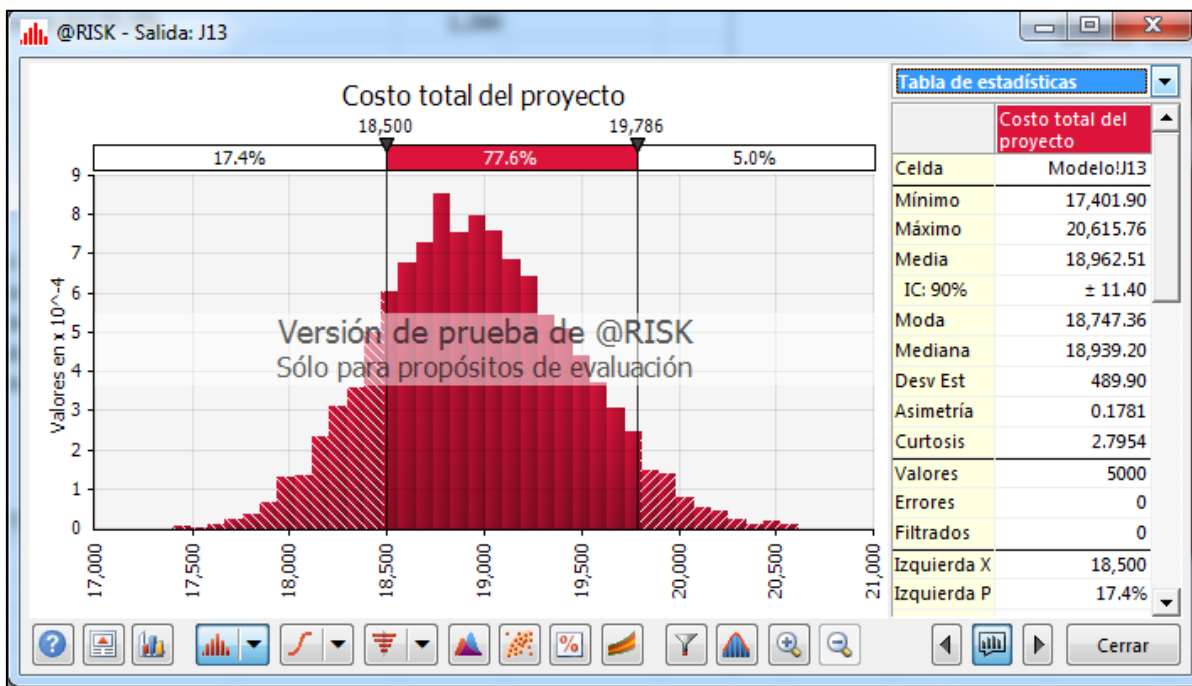 @RISK - Salida: J13
Costo total del proyecto
18,500 19,786
17.4% 77.6% 5.0%
Valores en x 10^-4
9
8
7
6
5
4
3
2
1
0
17,000 17,500 18,000 18,500 19,000 19,500 20,000 20,500 21,000
Versión de prueba de @RISK
Sólo para propósitos de evaluación
Tabla de estadísticas
Costo total del
proyecto
Celda Modelo!J13
Mínimo 17,401.90
Máximo 20,615.76
Media 18,962.51
IC: 90% ± 11.40
Moda 18,747.36
Mediana 18,939.20
Desv Est 489.90
Asimetría 0.1781
Curtosis 2.7954
Valores 5000
Errores 0
Filtrados 0
Izquierda X 18,500
Izquierda P 17.4%
Cerrar